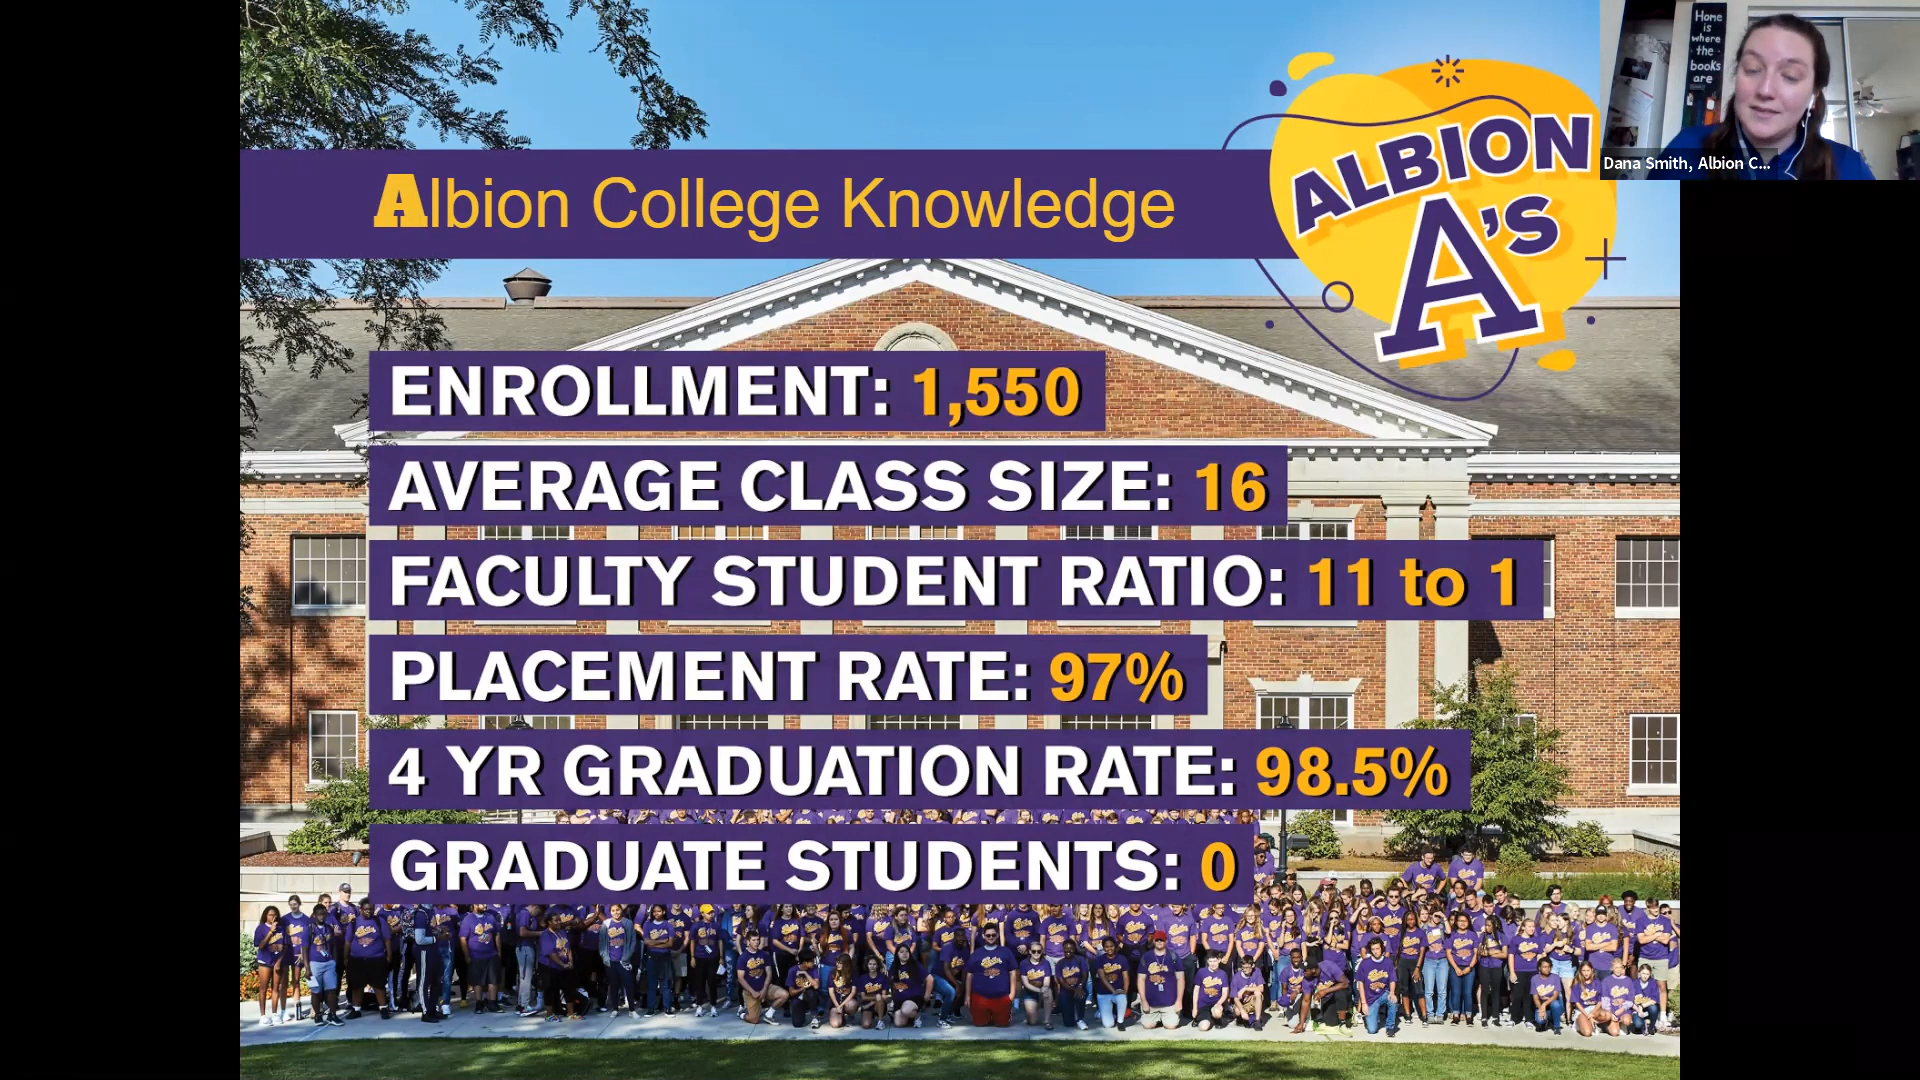 Albion College Knowledge
ALBION
A's
A
ENROLLMENT: 1,550
AVERAGE CLASS SIZE: 16
FACULTY STUDENT RATIO: 11 to 1
PLACEMENT RATE: 97%
4 YR GRADUATION RATE: 98.5%
GRADUATE STUDENTS: 0
Home
is
where
the
books
are
Dana Smith, Albion C...